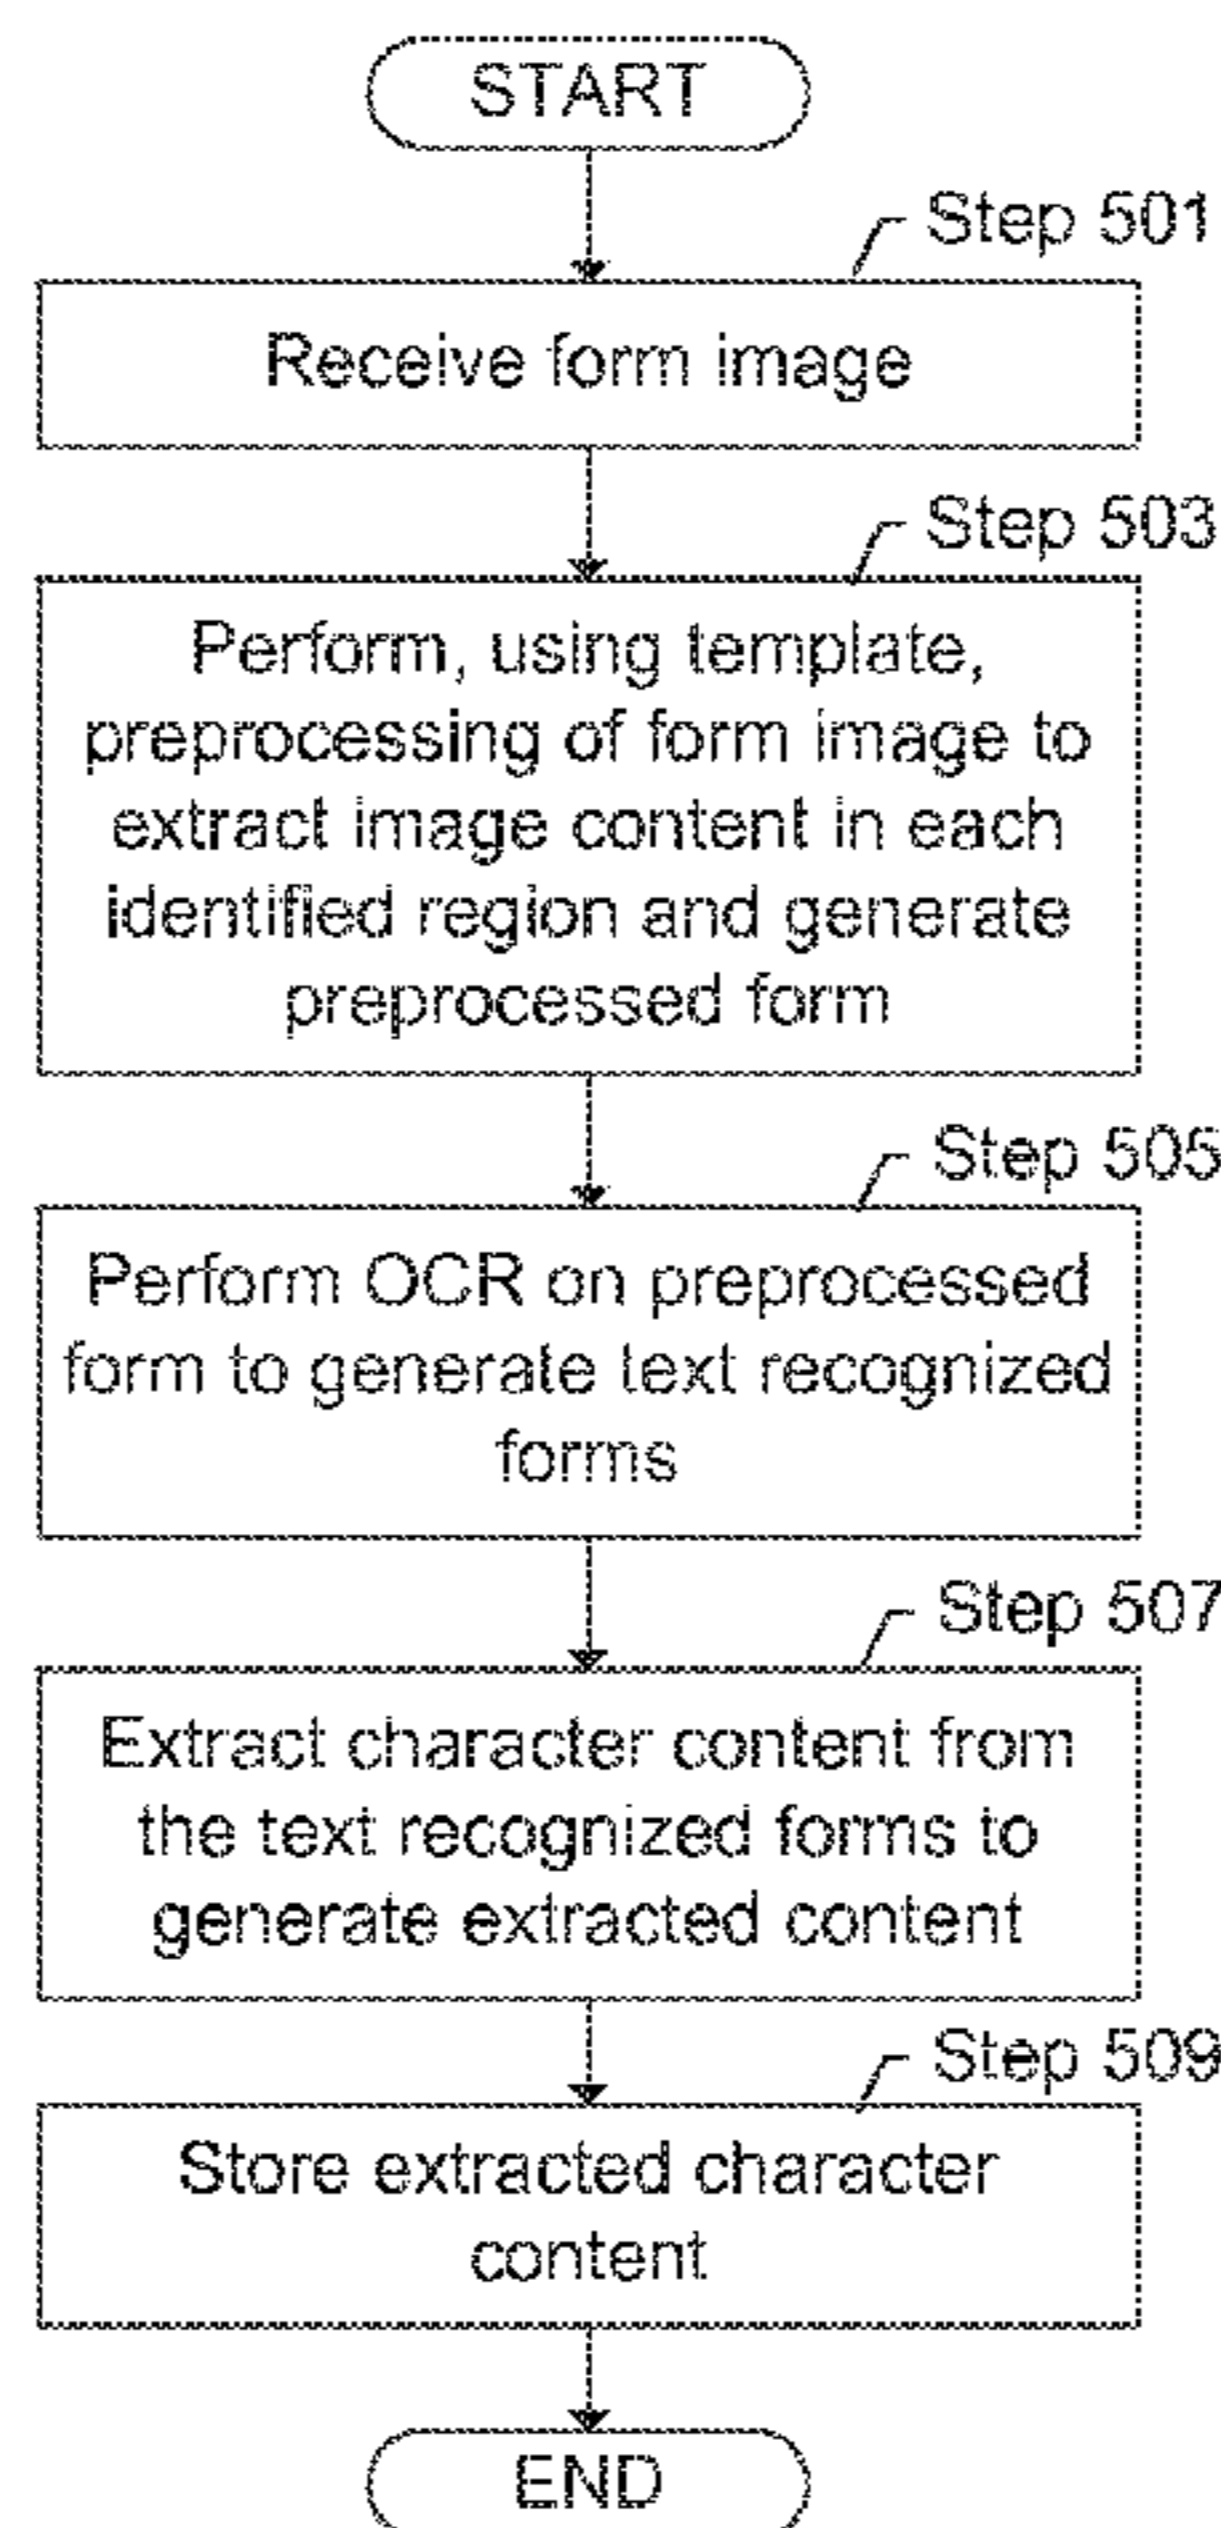 START
Step 501
Receive form image
Step 503
Perform, using template,
preprocessing of form image to
extract image content in each
identified region and generate
preprocessed form
Step 505
Perform OCR on preprocessed
form to generate text recognized
forms
Step 507
Extract character content from
the text recognized forms to
generate extracted content
Step 509
Store extracted character
content
END